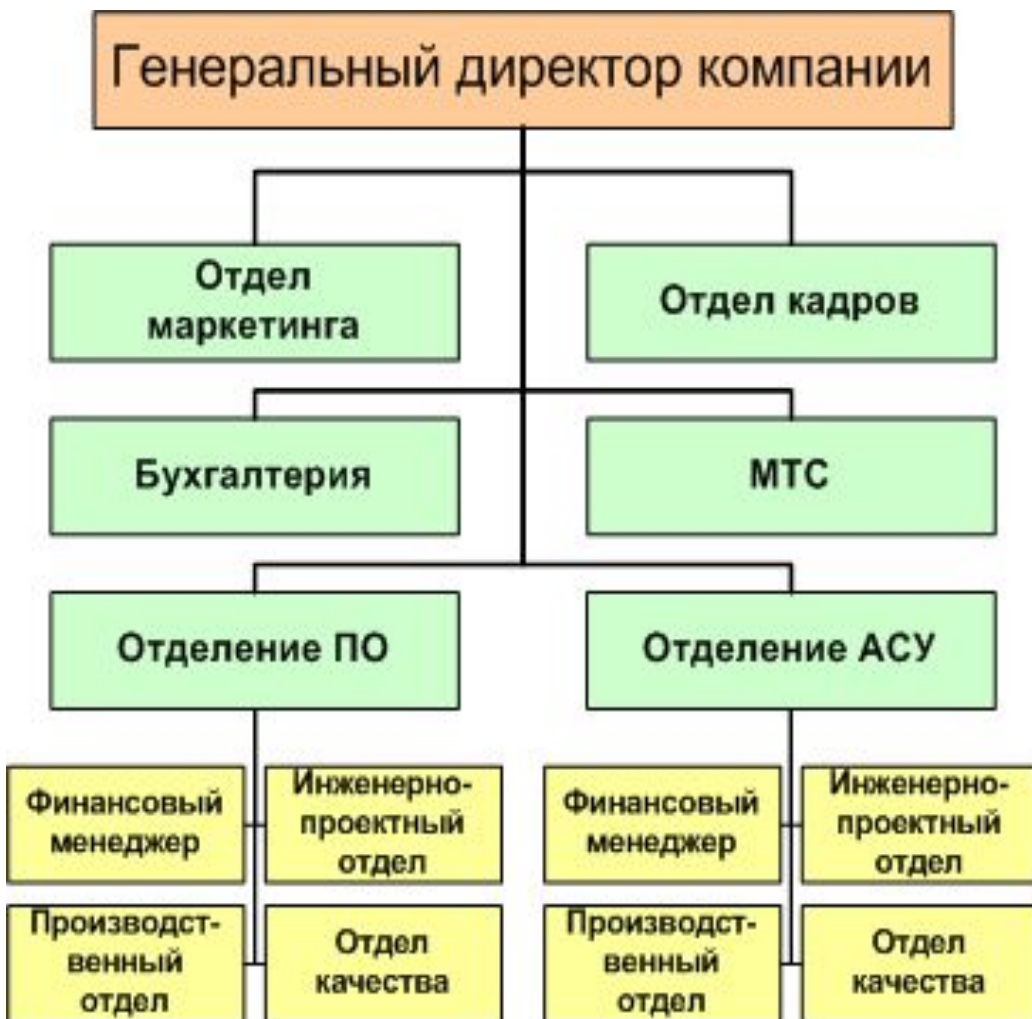 Генеральный директор компании
Отдел
маркетинга
Отдел кадров
Бухгалтерия
МТС
Отделение ПО
Отделение АСУ
Финансовый
менеджер
Инженерно-
проектный
отдел
Финансовый
менеджер
Инженерно-
проектный
отдел
Производст-
венный
отдел
Отдел
качества
Производст-
венный
отдел
Отдел
качества